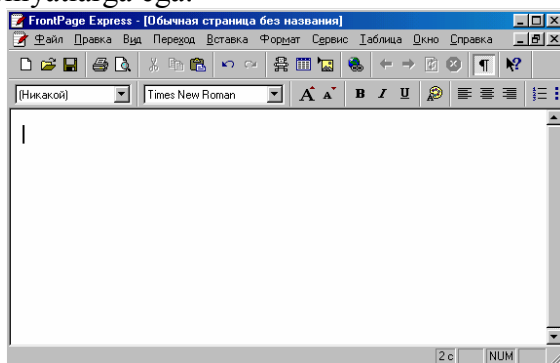 FrontPage Express - [Обычная страница без названия]
Файл Правка Вид Переход Вставка Формат Сервис Таблица Окно Справка
(Никакой) Times New Roman A A B I U
2 c NUM